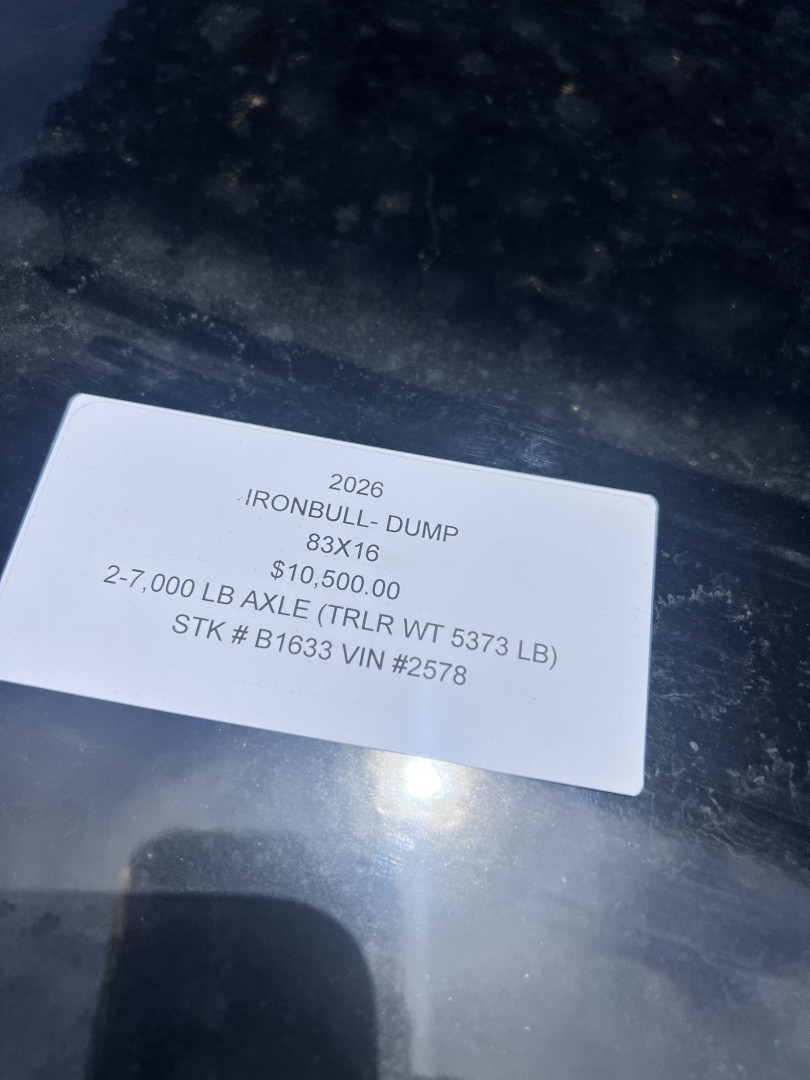 2026
IRONBULL- DUMP
83X16
$10,500.00
2-7,000 LB AXLE (TRLR WT 5373 LB)
STK # B1633 VIN #2578